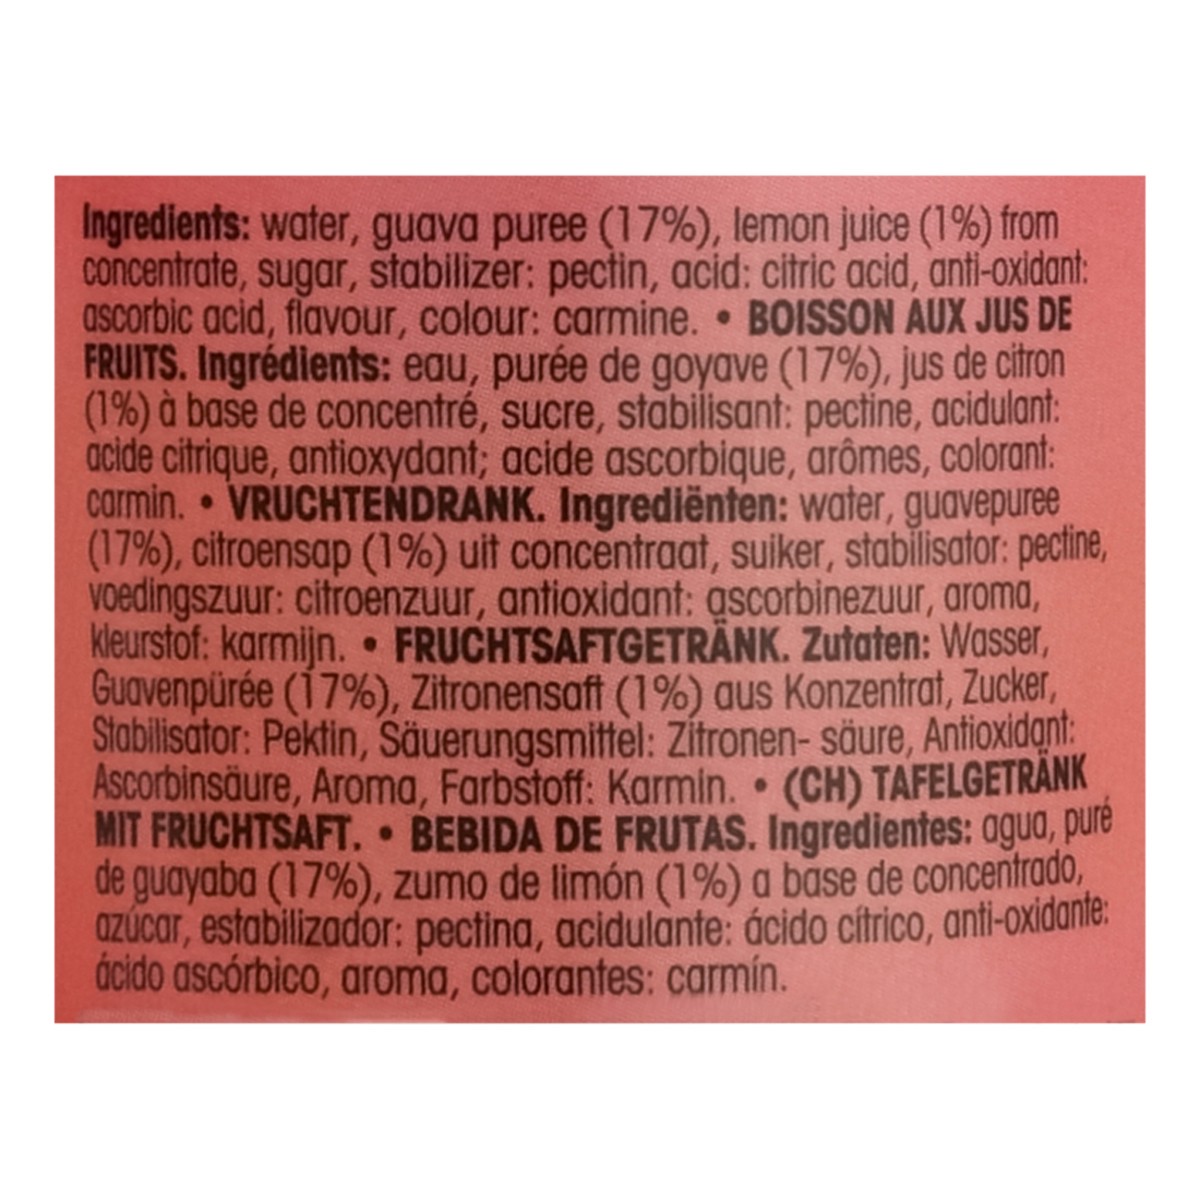 Ingredients: water, guava puree (17%), lemon juice (1%) from
concentrate, sugar, stabilizer: pectin, acid: citric acid, anti-oxidant:
ascorbic acid, flavour, colour: carmine. • BOISSON AUX JUS DE
FRUITS. Ingrédients: eau, purée de goyave (17%), jus de citron
(1%) à base de concentré, sucre, stabilisant: pectine, acidulant:
acide citrique, antioxydant; acide ascorbique, arômes, colorant:
carmin. • VRUCHTENDRANK. Ingrediënten: water, guavepuree
(17%), citroensap (1%) uit concentraat, suiker, stabilisator: pectine,
voedingszuur: citroenzuur, antioxidant: ascorbinezuur, aroma,
kleurstof: karmijn. • FRUCHTSAFTGETRÄNK. Zutaten: Wasser,
Guavenpürée (17%), Zitronensaft (1%) aus Konzentrat, Zucker,
Stabilisator: Pektin, Säuerungsmittel: Zitronen- säure, Antioxidant:
Ascorbinsäure, Aroma, Farbstoff: Karmin. • (CH) TAFELGETRÄNK
MIT FRUCHTSAFT. • BEBIDA DE FRUTAS. Ingredientes: agua, puré
de guayaba (17%), zumo de limón (1%) a base de concentrado,
azúcar, estabilizador: pectina, acidulante: ácido cítrico, anti-oxidante:
ácido ascórbico, aroma, colorantes: carmín.